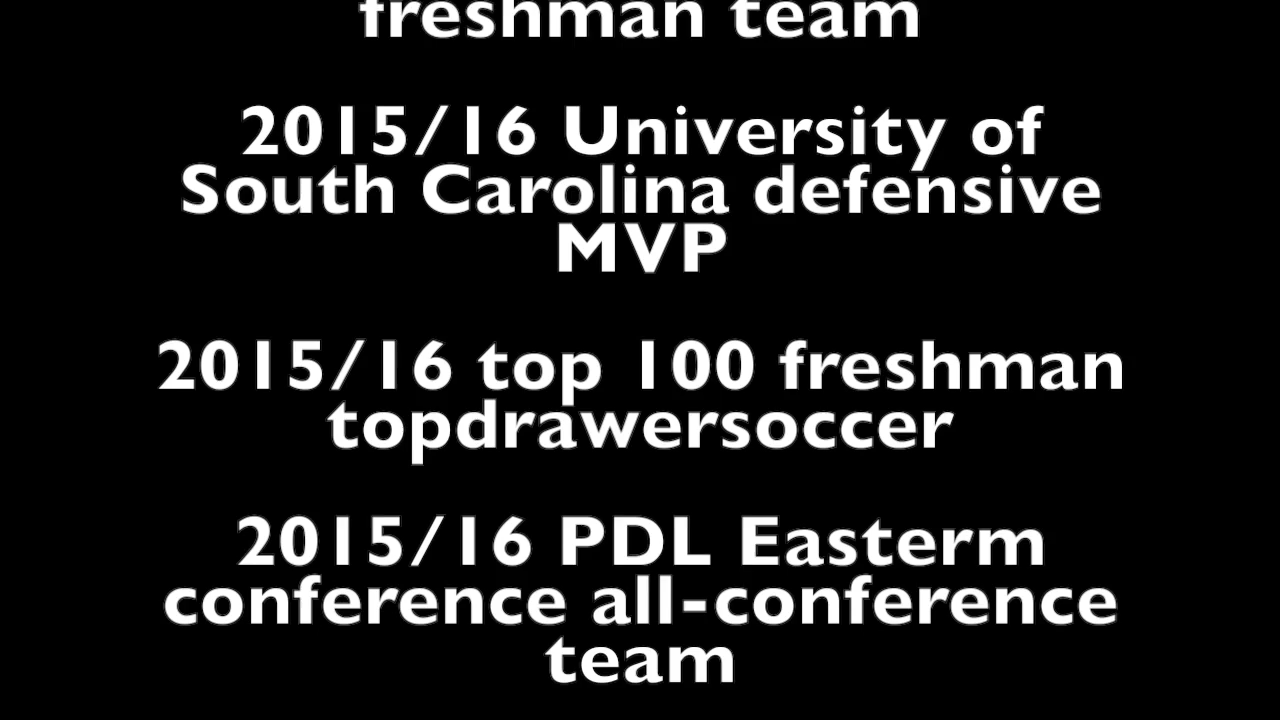 freshman team
2015/16 University of
South Carolina defensive
MVP
2015/16 top 100 freshman
topdrawersoccer
2015/16 PDL Easterm
conference all-conference
team